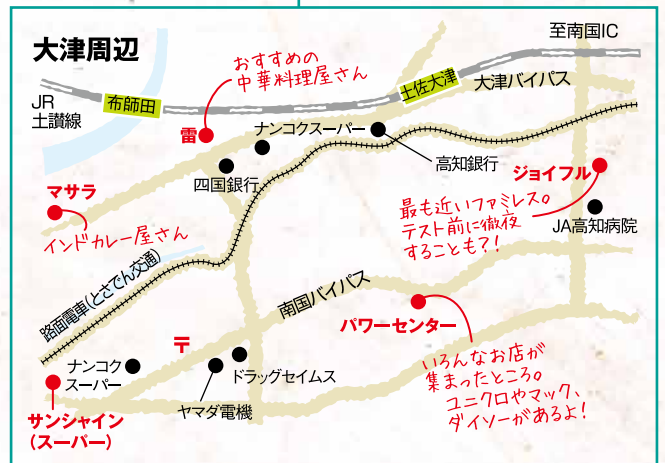 大津周辺
至南国IC
おすすめの
中華料理屋さん
土佐大津
大津バイパス
JR
土讃線
布師田
雷
ナンコクスーパー
高知銀行
四国銀行
ジョイフル
マサラ
最も近いファミレス。
テスト前に徹夜
することも?!
JA高知病院
インドカレー屋さん
路面電車(とさでん交通)
南国バイパス
パワーセンター
〒
いろんなお店が
集まったところ。
ユニクロやマック、
ダイソーがあるよ!
ナンコク
スーパー
ドラッグセイムス
ヤマダ電機
サンシャイン
(スーパー)